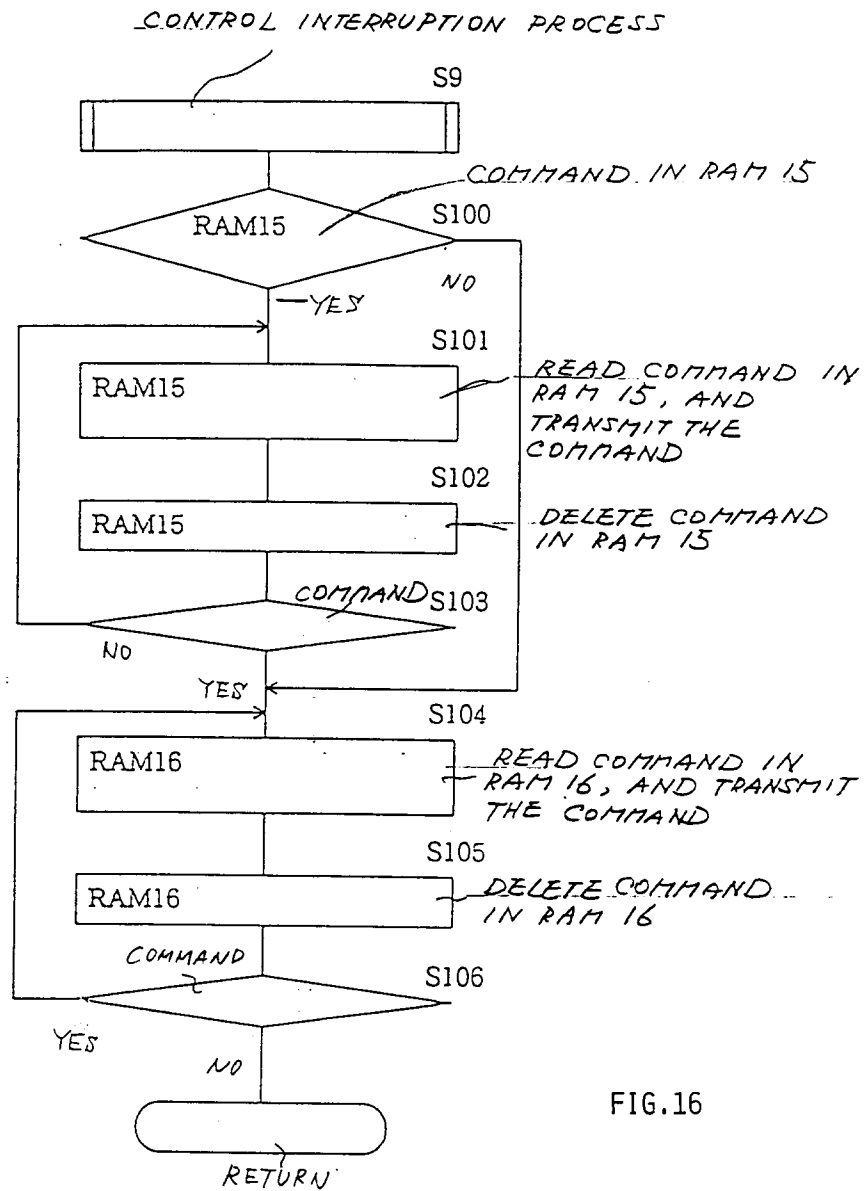 CONTROL INTERRUPTION PROCESS
S9
COMMAND IN RAM 15
S100
RAM15
NO
YES
S101
RAM15
READ COMMAND IN
RAM 15, AND
TRANSMIT THE
COMMAND
S102
RAM15
DELETE COMMAND
IN RAM 15
COMMAND
S103
NO
YES
S104
RAM16
READ COMMAND IN
RAM 16, AND TRANSMIT
THE COMMAND
S105
RAM16
DELETE COMMAND
IN RAM 16
COMMAND
S106
YES
NO
FIG.16
RETURN